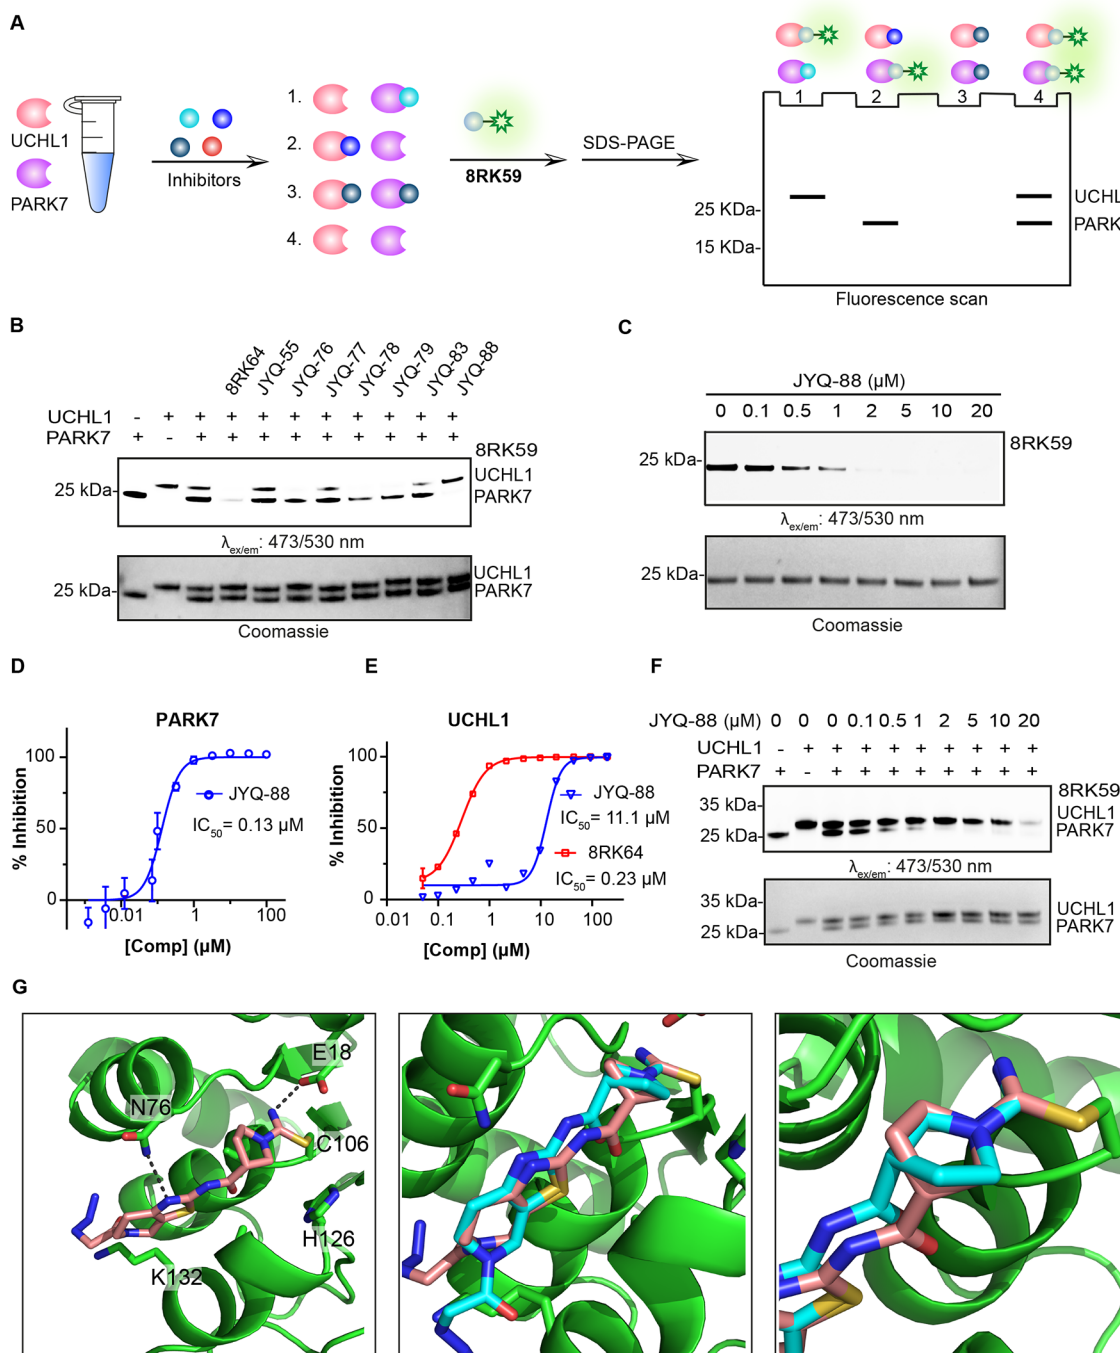 A
UCHL1
PARK7
Inhibitors
1.
2.
3.
4.
8RK59
SDS-PAGE
1 2 3 4
25 KDa-
15 KDa-
UCHL
PARK
Fluorescence scan
B
8RK64 JYQ-55 JYQ-76 JYQ-77 JYQ-78 JYQ-79 JYQ-83 JYQ-88
UCHL1 - + + + + + + + + + +
PARK7 + - + + + + + + + + +
8RK59
25 kDa-
UCHL1
PARK7
λex/em: 473/530 nm
25 kDa-
UCHL1
PARK7
Coomassie
C
JYQ-88 (µM)
0 0.1 0.5 1 2 5 10 20
8RK59
25 kDa-
λex/em: 473/530 nm
25 kDa-
Coomassie
D
PARK7
% Inhibition
100
50
0
JYQ-88
IC50= 0.13 µM
0.01 1 100
[Comp] (µM)
E
UCHL1
% Inhibition
100
50
0
JYQ-88
IC50= 11.1 µM
8RK64
IC50= 0.23 µM
0.01 0.1 1 10 100
[Comp] (µM)
F
JYQ-88 (µM) 0 0 0 0.1 0.5 1 2 5 10 20
UCHL1 - + + + + + + + + +
PARK7 + - + + + + + + + +
8RK59
35 kDa-
25 kDa-
UCHL1
PARK7
λex/em: 473/530 nm
35 kDa-
25 kDa-
UCHL1
PARK7
Coomassie
G
E18
N76
C106
H126
K132